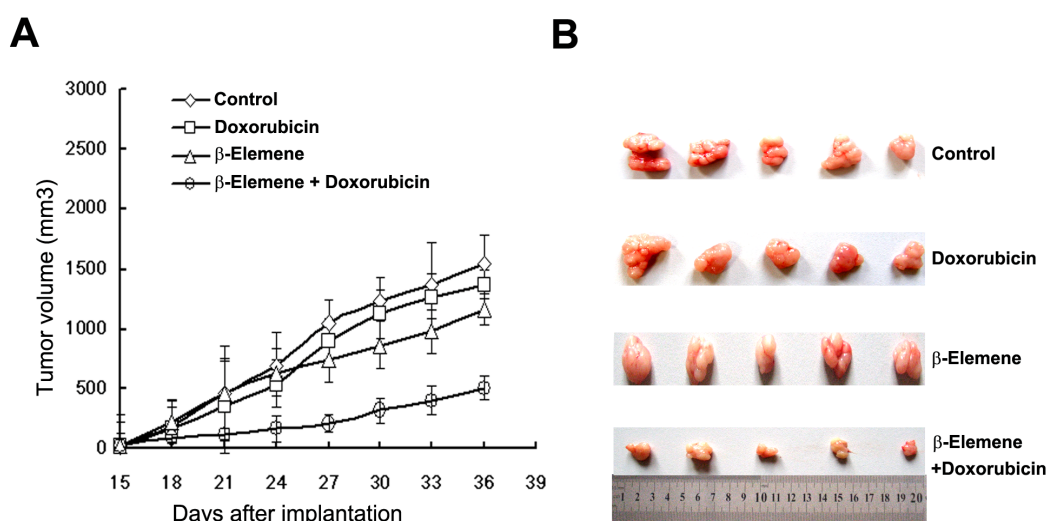 A
3000
2500
2000
1500
1000
500
0
15 18 21 24 27 30 33 36 39
Tumor volume (mm3)
Days after implantation
Control
Doxorubicin
β-Elemene
β-Elemene + Doxorubicin
B
Control
Doxorubicin
β-Elemene
β-Elemene
+Doxorubicin
1 2 3 4 5 6 7 8 9 10 11 12 13 14 15 16 17 18 19 20